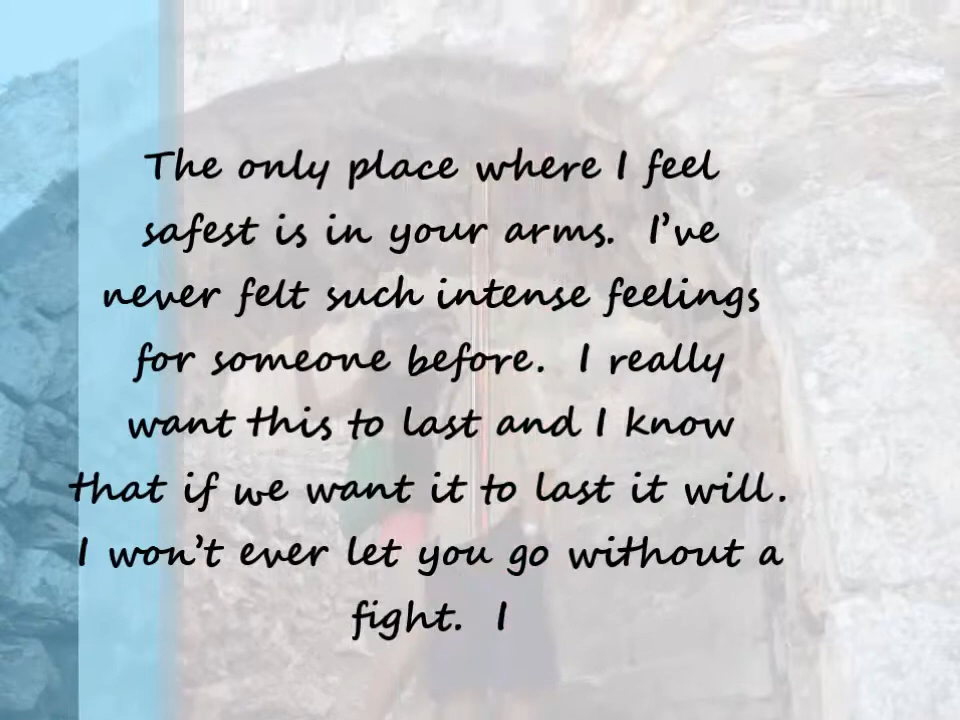 The only place where I feel
safest is in your arms.  I've
never felt such intense feelings
for someone before.  I really
want this to last and I know
that if we want it to last it will.
I won't ever let you go without a
fight.  I